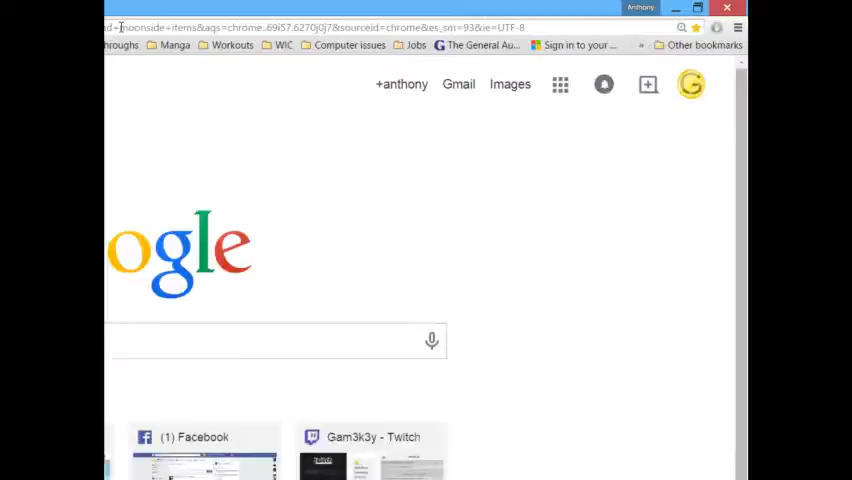 Anthony
d+moonside+items&aqs=chrome..69i57.6270j0j7&sourceid=chrome&es_sm=93&ie=UTF-8
throughs Manga Workouts WIC Computer issues Jobs The General Au... Sign in to your ... » Other bookmarks
+anthony Gmail Images
G
ogle
(1) Facebook Gam3k3y - Twitch